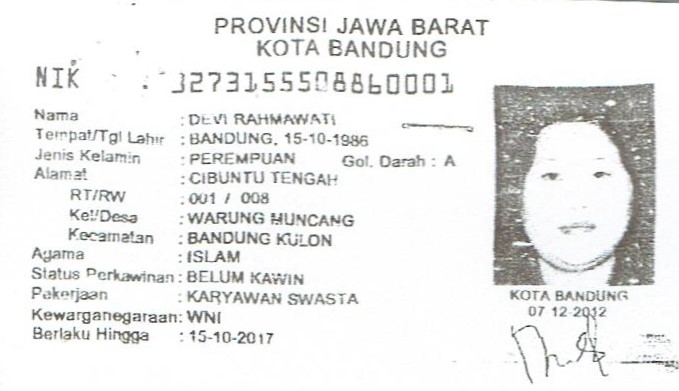 PROVINSI JAWA BARAT
KOTA BANDUNG
NIK : 3273155508860001
Nama : DEVI RAHMAWATI
Tempat/Tgl Lahir : BANDUNG, 15-10-1986
Jenis Kelamin : PEREMPUAN Gol. Darah : A
Alamat : CIBUNTU TENGAH
RT/RW : 001 / 008
Kel/Desa : WARUNG MUNCANG
Kecamatan : BANDUNG KULON
Agama : ISLAM
Status Perkawinan : BELUM KAWIN
Pekerjaan : KARYAWAN SWASTA
Kewarganegaraan : WNI
Berlaku Hingga : 15-10-2017
KOTA BANDUNG
07-12-2012